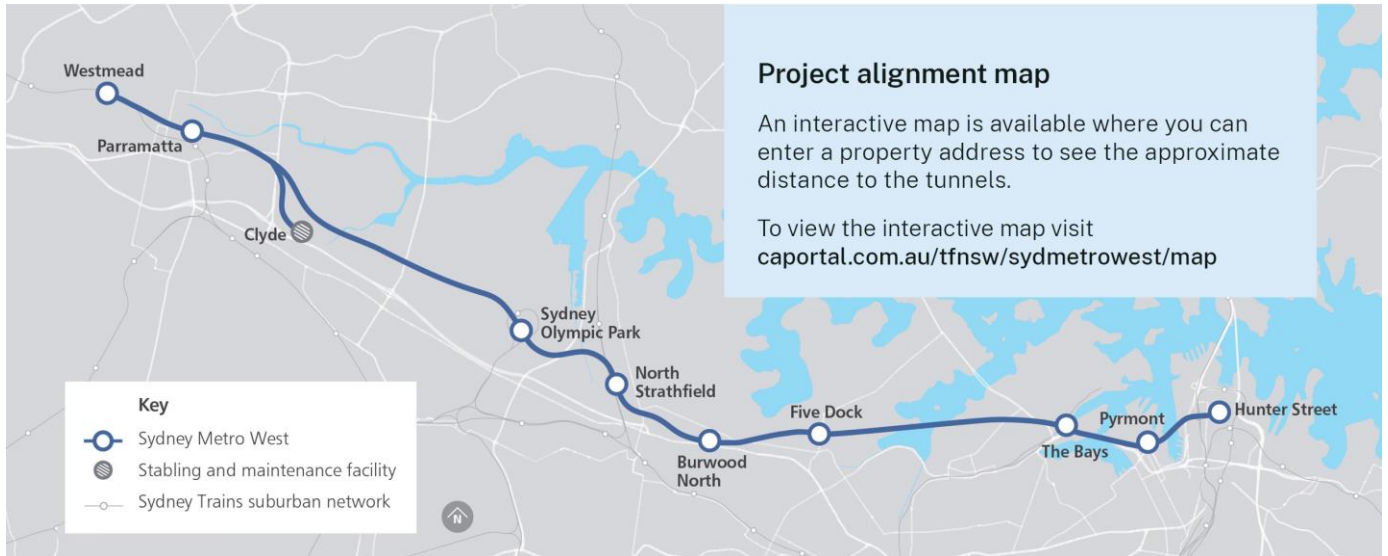 Project alignment map
An interactive map is available where you can
enter a property address to see the approximate
distance to the tunnels.
To view the interactive map visit
caportal.com.au/tfnsw/sydmetrowest/map
Westmead
Parramatta
Clyde
Sydney
Olympic Park
North
Strathfield
Burwood
North
Five Dock
The Bays
Pyrmont
Hunter Street
Key
Sydney Metro West
Stabling and maintenance facility
Sydney Trains suburban network
N